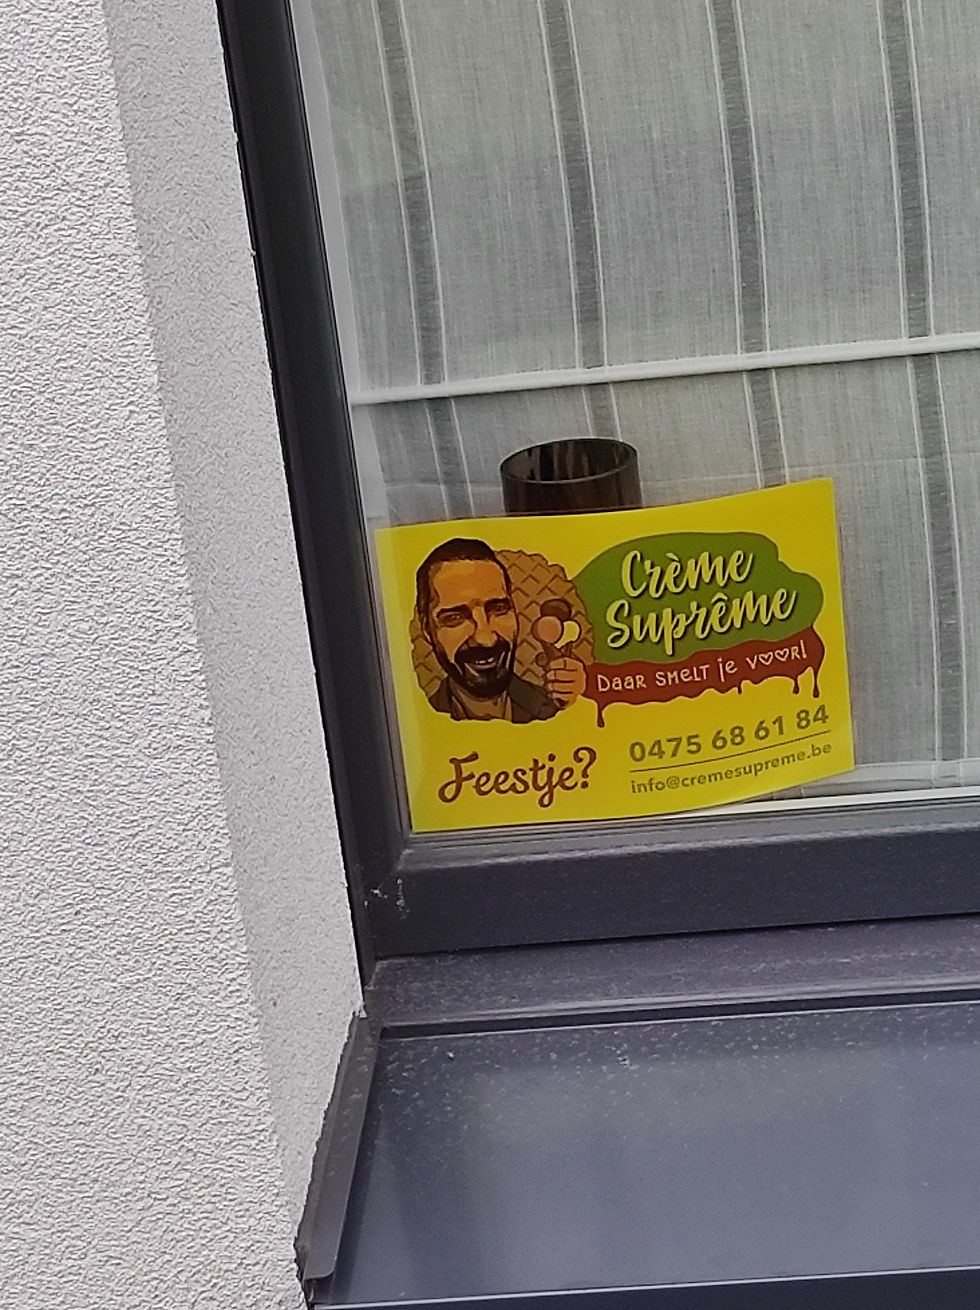 Crème
Suprême
Daar smelt je voor!
Feestje?
0475 68 61 84
info@cremesupreme.be